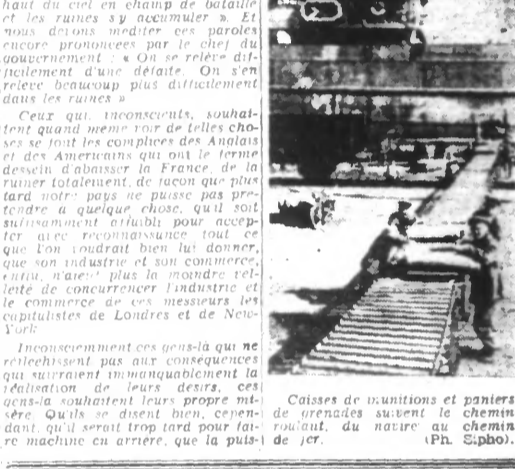 haut du ciel en champ de bataille
et les ruines s'y accumuler ». Et
nous devons mediter ces paroles
encore prononcées par le chef du
gouvernement : « On se relève dif-
ficilement d'une défaite. On s'en
relève beaucoup plus difficilement
dans les ruines »
Ceux qui, inconscients, souhai-
tent quand meme voir de telles cho-
ses se font les complices des Anglais
et des Americains qui ont le ferme
dessein d'abaisser la France, de la
ruiner totalement, de façon que plus
tard notre pays ne puisse pas pre-
tendre a quelque chose, qu'il soit
suffisamment affaibli pour accep-
ter avec reconnaissance tout ce
que l'on voudrait bien lui donner,
que son industrie et son commerce,
enfin, n'aient plus la moindre vel-
leité de concurrencer l'industrie et
le commerce de ces messieurs les
capitulistes de Londres et de New-
York
Inconsciemment ces gens-là qui ne
réflechissent pas aux conséquences
qui suivraient immanquablement la
réalisation de leurs désirs, ces
gens-la souhaitent leurs propre mi-
sère. Qu'ils se disent bien, cepen-
dant, qu'il serait trop tard pour fai-
re machine en arrière, que la puis-
Caisses de munitions et paniers
de grenades suivent le chemin
roulant, du navire au chemin
de fer. (Ph. Sipho).